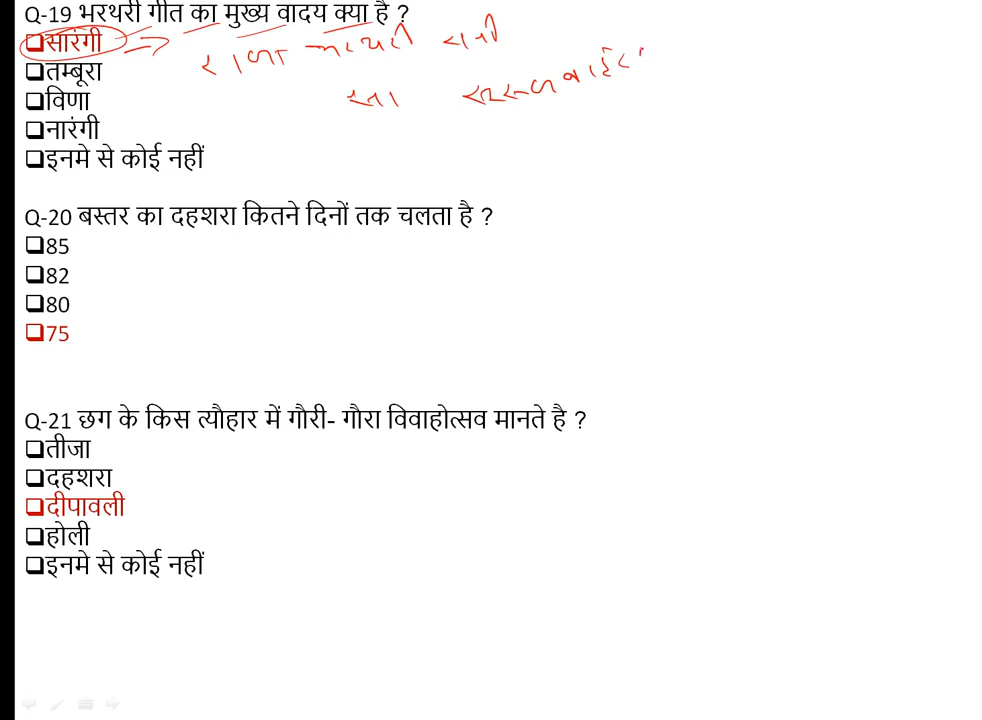 Q-19 भरथरी गीत का मुख्य वादय क्या है ?
❑सारंगी
❑तम्बूरा
❑विणा
❑नारंगी
❑इनमे से कोई नहीं
Q-20 बस्तर का दहशरा कितने दिनों तक चलता है ?
❑85
❑82
❑80
❑75
Q-21 छग के किस त्यौहार में गौरी- गौरा विवाहोत्सव मानते है ?
❑तीजा
❑दहशरा
❑दीपावली
❑होली
❑इनमे से कोई नहीं